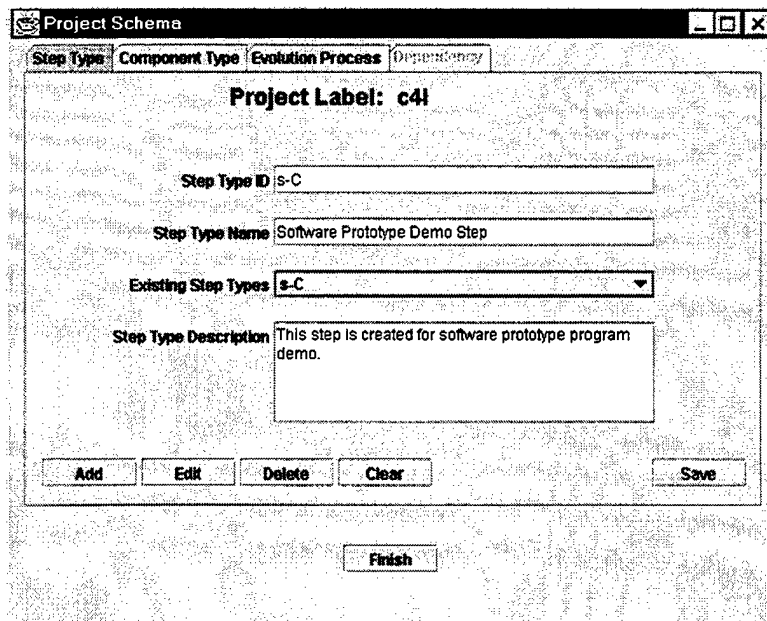 Project Schema
Step Type Component Type Evolution Process Dependency
Project Label: c4I
Step Type ID s-C
Step Type Name Software Prototype Demo Step
Existing Step Types s-C
Step Type Description This step is created for software prototype program
demo.
Add Edit Delete Clear Save
Finish